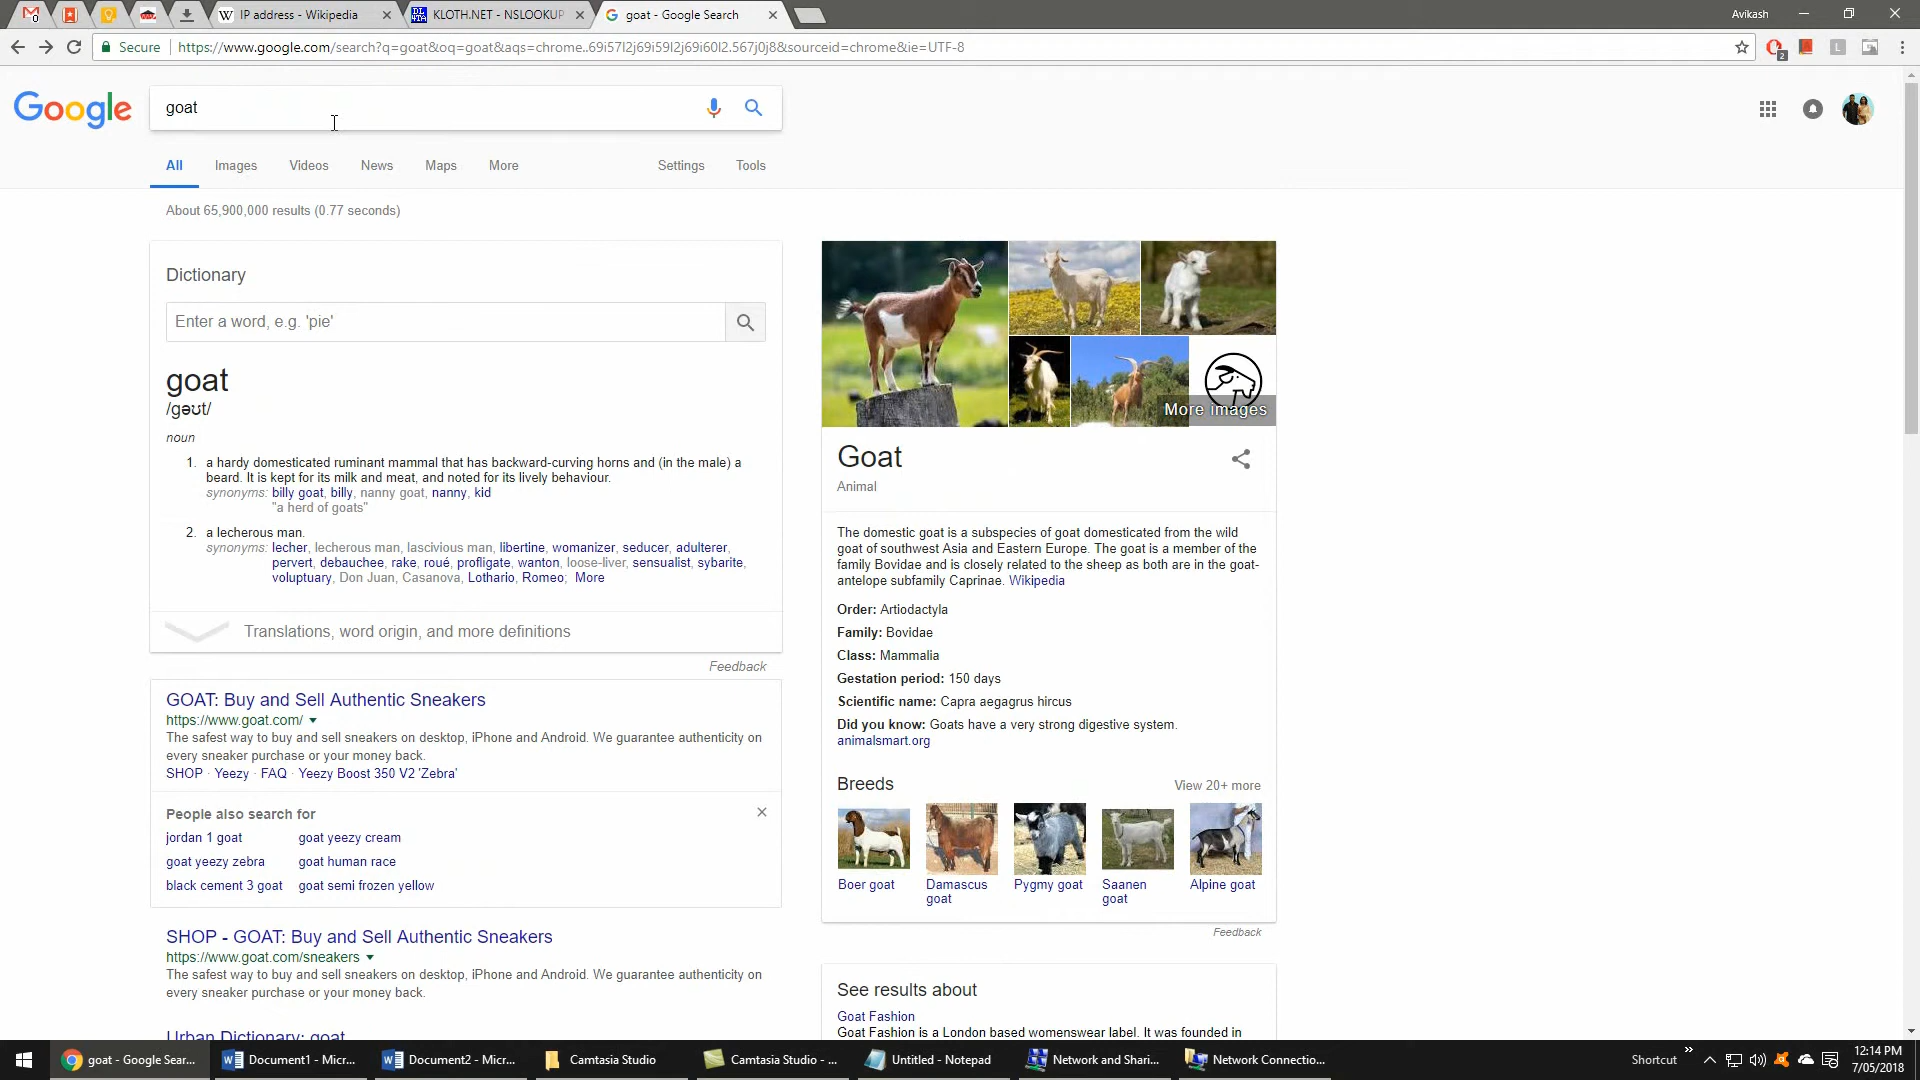 0
W IP address - Wikipedia
KLOTH.NET - NSLOOKUP
goat - Google Search
Avikash
Secure
https://www.google.com/search?q=goat&oq=goat&aqs=chrome..69i57l2j69i59l2j69i60l2.567j0j8&sourceid=chrome&ie=UTF-8
2
L
Google
goat
All Images Videos News Maps More Settings Tools
About 65,900,000 results (0.77 seconds)
Dictionary
Enter a word, e.g. 'pie'
goat
/ɡəʊt/
noun
1. a hardy domesticated ruminant mammal that has backward-curving horns and (in the male) a
beard. It is kept for its milk and meat, and noted for its lively behaviour.
synonyms: billy goat, billy, nanny goat, nanny, kid
"a herd of goats"
2. a lecherous man.
synonyms: lecher, lecherous man, lascivious man, libertine, womanizer, seducer, adulterer,
pervert, debauchee, rake, roué, profligate, wanton, loose-liver, sensualist, sybarite,
voluptuary, Don Juan, Casanova, Lothario, Romeo; More
Translations, word origin, and more definitions
Feedback
GOAT: Buy and Sell Authentic Sneakers
https://www.goat.com/
The safest way to buy and sell sneakers on desktop, iPhone and Android. We guarantee authenticity on
every sneaker purchase or your money back.
SHOP · Yeezy · FAQ · Yeezy Boost 350 V2 'Zebra'
People also search for
jordan 1 goat goat yeezy cream
goat yeezy zebra goat human race
black cement 3 goat goat semi frozen yellow
SHOP - GOAT: Buy and Sell Authentic Sneakers
https://www.goat.com/sneakers
The safest way to buy and sell sneakers on desktop, iPhone and Android. We guarantee authenticity on
every sneaker purchase or your money back.
Urban Dictionary: goat
More images
Goat
Animal
The domestic goat is a subspecies of goat domesticated from the wild
goat of southwest Asia and Eastern Europe. The goat is a member of the
family Bovidae and is closely related to the sheep as both are in the goat-
antelope subfamily Caprinae. Wikipedia
Order: Artiodactyla
Family: Bovidae
Class: Mammalia
Gestation period: 150 days
Scientific name: Capra aegagrus hircus
Did you know: Goats have a very strong digestive system.
animalsmart.org
Breeds
View 20+ more
Boer goat
Damascus
goat
Pygmy goat
Saanen
goat
Alpine goat
Feedback
See results about
Goat Fashion
Goat Fashion is a London based womenswear label. It was founded in
goat - Google Sear...
Document1 - Micr...
Document2 - Micr...
Camtasia Studio
Camtasia Studio - ...
Untitled - Notepad
Network and Shari...
Network Connectio...
Shortcut
12:14 PM
7/05/2018